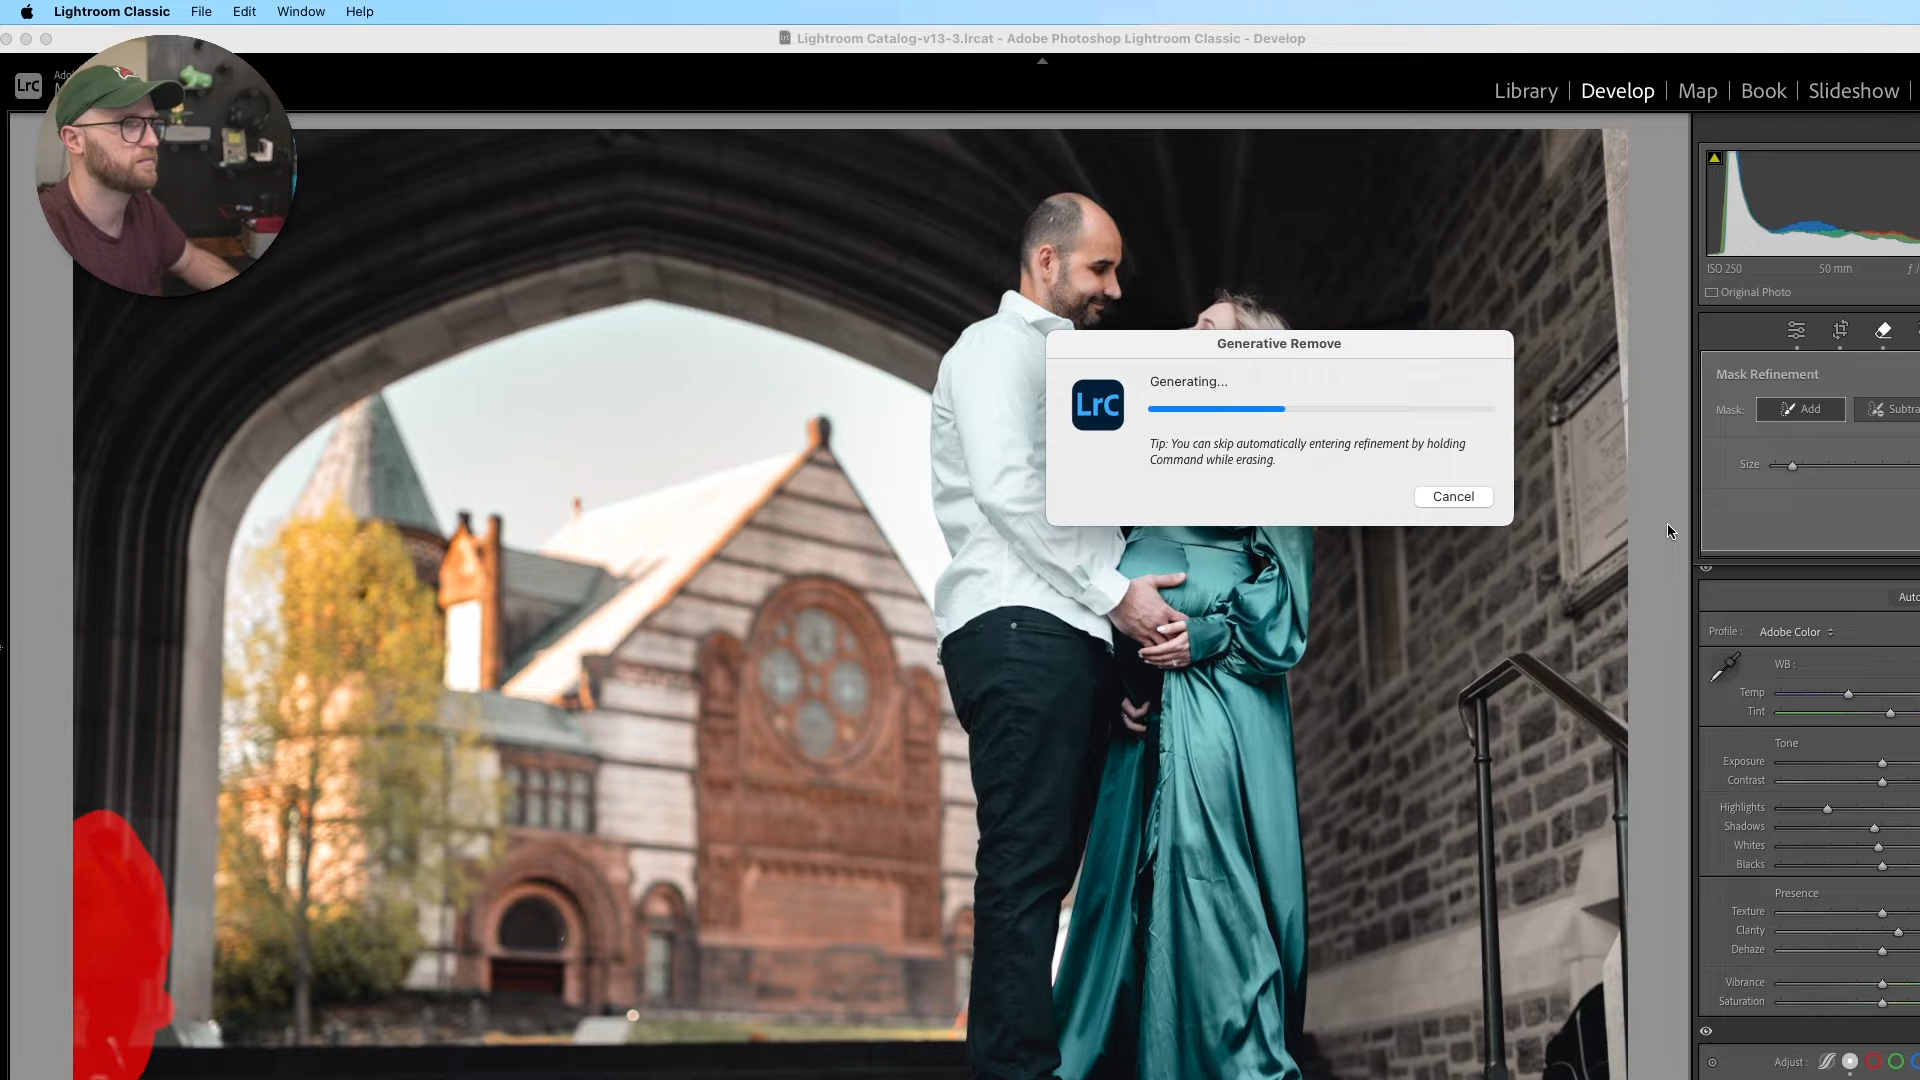 Lightroom Classic File Edit Window Help
Lightroom Catalog-v13-3.lrcat - Adobe Photoshop Lightroom Classic - Develop
LrC
Library | Develop | Map | Book | Slideshow |
ISO 250 50 mm
Original Photo
Generative Remove
Generating...
LrC
Tip: You can skip automatically entering refinement by holding
Command while erasing.
Cancel
Mask Refinement
Mask: Add
Size
Profile : Adobe Color
WB :
Temp
Tint
Tone
Exposure
Contrast
Highlights
Shadows
Whites
Blacks
Presence
Texture
Clarity
Dehaze
Vibrance
Saturation
Adjust :